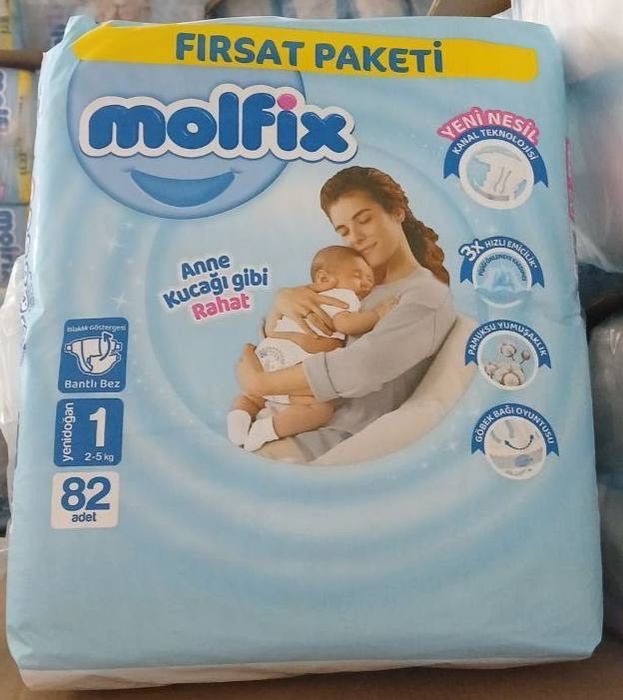 FIRSAT PAKETİ
molfix
YENİ NESİL
KANAL TEKNOLOJİSİ
Anne
Kucağı gibi
Rahat
3X HIZLI EMİCİLİK*
PAMUKSU YUMUŞAKLIK
GÖBEK BAĞI OYUNTUSU
Islaklık Göstergesi
Bantlı Bez
yenidoğan
1
2-5 kg
82
adet